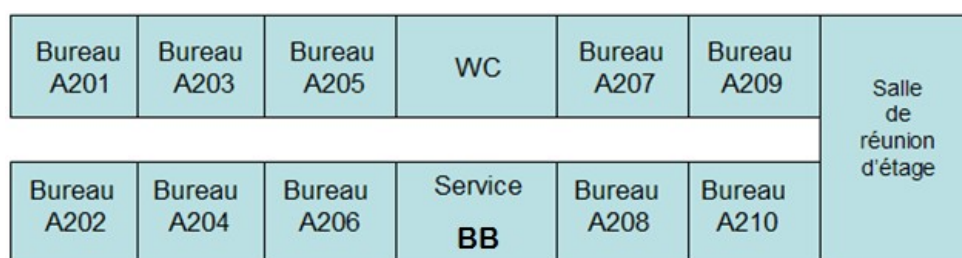 Bureau
A201
Bureau
A203
Bureau
A205
WC
Bureau
A207
Bureau
A209
Salle
de
réunion
d'étage
Bureau
A202
Bureau
A204
Bureau
A206
Service
BB
Bureau
A208
Bureau
A210